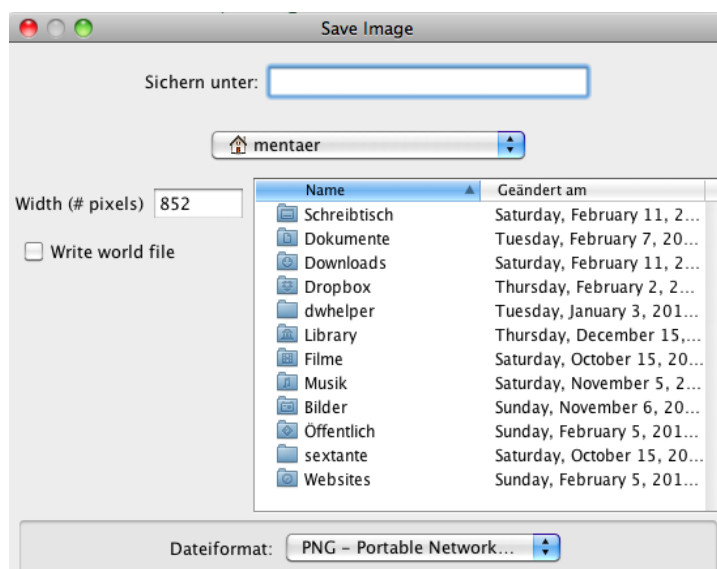 Save Image
Sichern unter:
mentaer
Width (# pixels) 852
Write world file
Name Geändert am
Schreibtisch Saturday, February 11, 2...
Dokumente Tuesday, February 7, 20...
Downloads Saturday, February 11, 2...
Dropbox Thursday, February 2, 2...
dwhelper Tuesday, January 3, 201...
Library Thursday, December 15,...
Filme Saturday, October 15, 20...
Musik Saturday, November 5, 2...
Bilder Sunday, November 6, 20...
Öffentlich Sunday, February 5, 201...
sextante Saturday, October 15, 20...
Websites Sunday, February 5, 201...
Dateiformat: PNG - Portable Network...